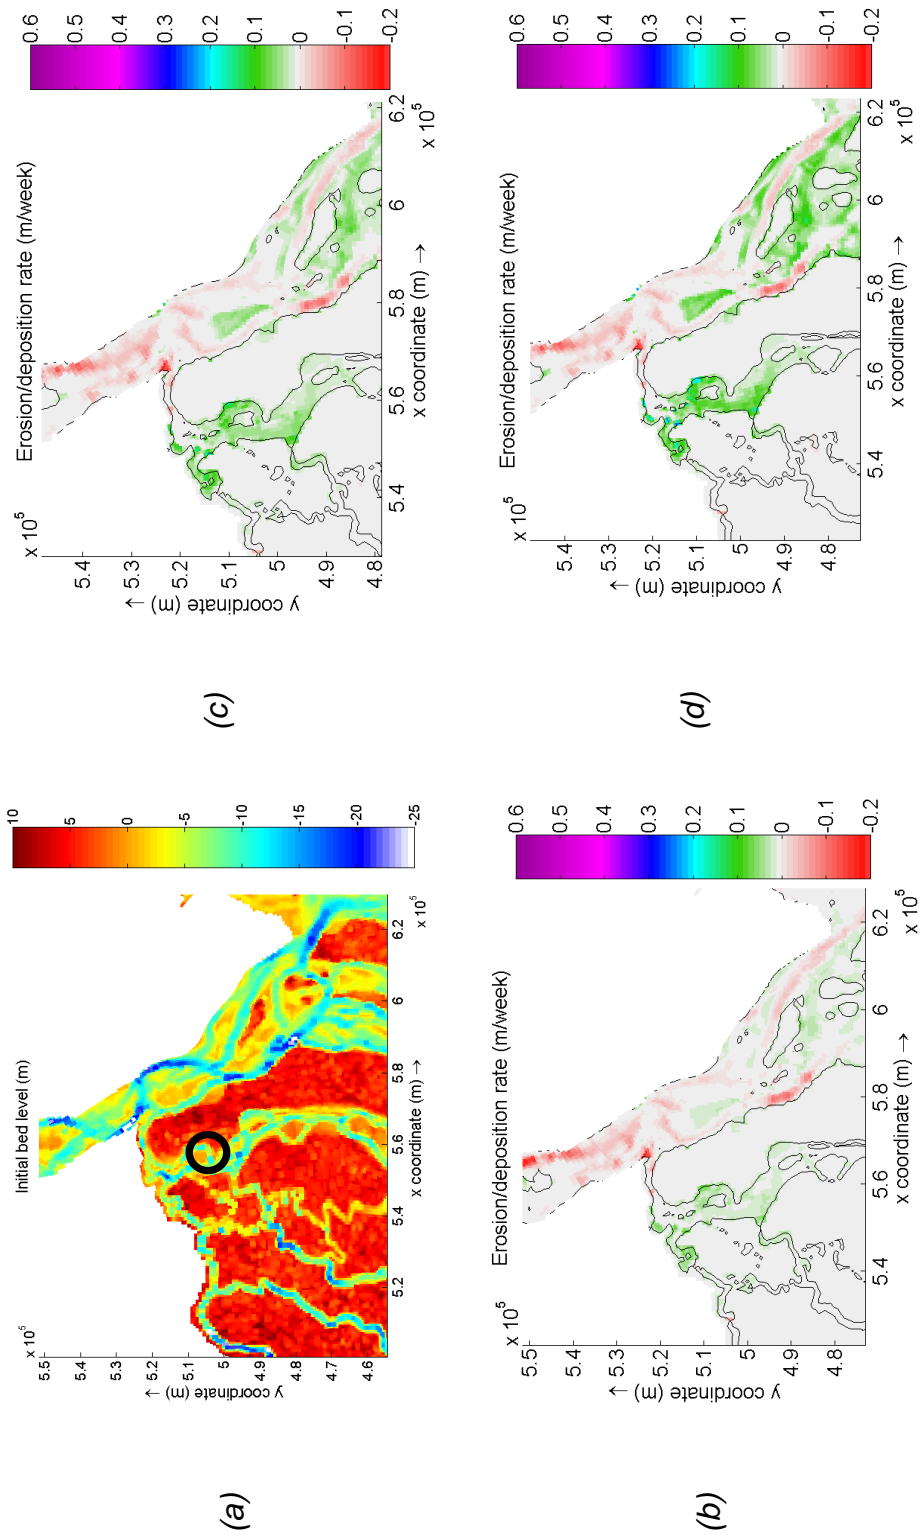 (a)
Initial bed level (m)
x 10^5
5.5
5.4
5.3
5.2
5.1
5
4.9
4.8
4.7
4.6
y coordinate (m) →
5.2 5.4 5.6 5.8 6 6.2
x 10^5
x coordinate (m) →
10
5
0
-5
-10
-15
-20
-25
(c)
Erosion/deposition rate (m/week)
x 10^5
5.4
5.3
5.2
5.1
5
4.9
4.8
y coordinate (m) →
5.4 5.6 5.8 6 6.2
x 10^5
x coordinate (m) →
0.6
0.5
0.4
0.3
0.2
0.1
0
-0.1
-0.2
(b)
Erosion/deposition rate (m/week)
x 10^5
5.5
5.4
5.3
5.2
5.1
5
4.9
4.8
y coordinate (m) →
5.4 5.6 5.8 6 6.2
x 10^5
x coordinate (m) →
0.6
0.5
0.4
0.3
0.2
0.1
0
-0.1
-0.2
(d)
Erosion/deposition rate (m/week)
x 10^5
5.4
5.3
5.2
5.1
5
4.9
4.8
y coordinate (m) →
5.4 5.6 5.8 6 6.2
x 10^5
x coordinate (m) →
0.6
0.5
0.4
0.3
0.2
0.1
0
-0.1
-0.2